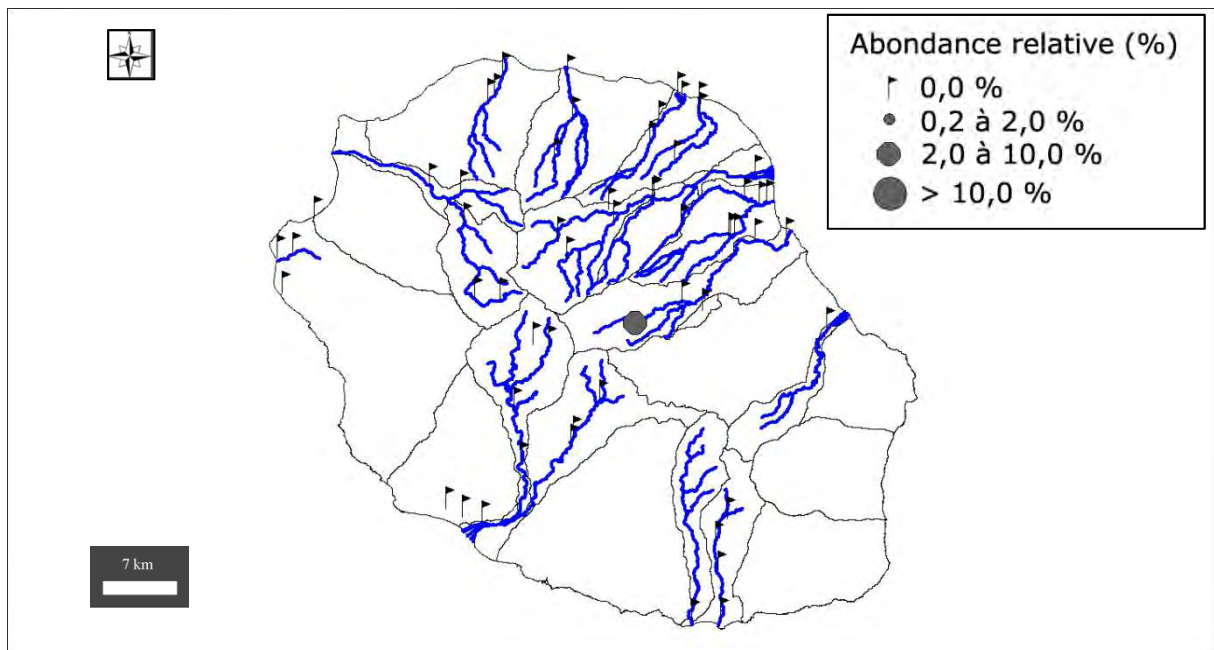 Abondance relative (%)
0,0 %
0,2 à 2,0 %
2,0 à 10,0 %
> 10,0 %
7 km